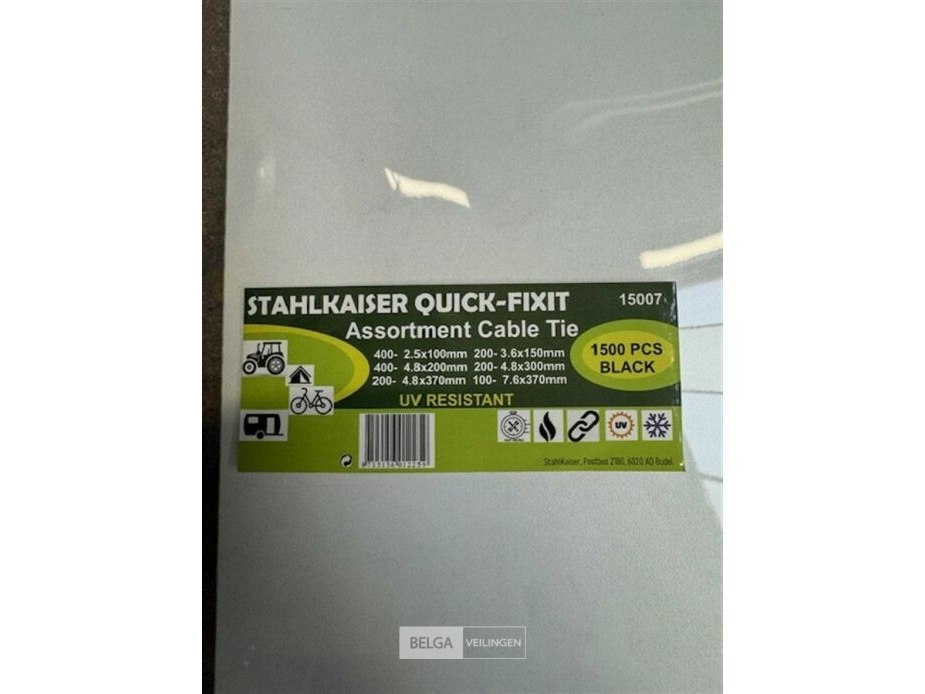 STAHLKAISER QUICK-FIXIT 15007
Assortment Cable Tie
400- 2.5x100mm 200- 3.6x150mm
400- 4.8x200mm 200- 4.8x300mm
200- 4.8x370mm 100- 7.6x370mm
1500 PCS
BLACK
UV RESISTANT
UV
StahlKaiser, Postbus 2180, 6020 AD Budel
BELGA VEILINGEN